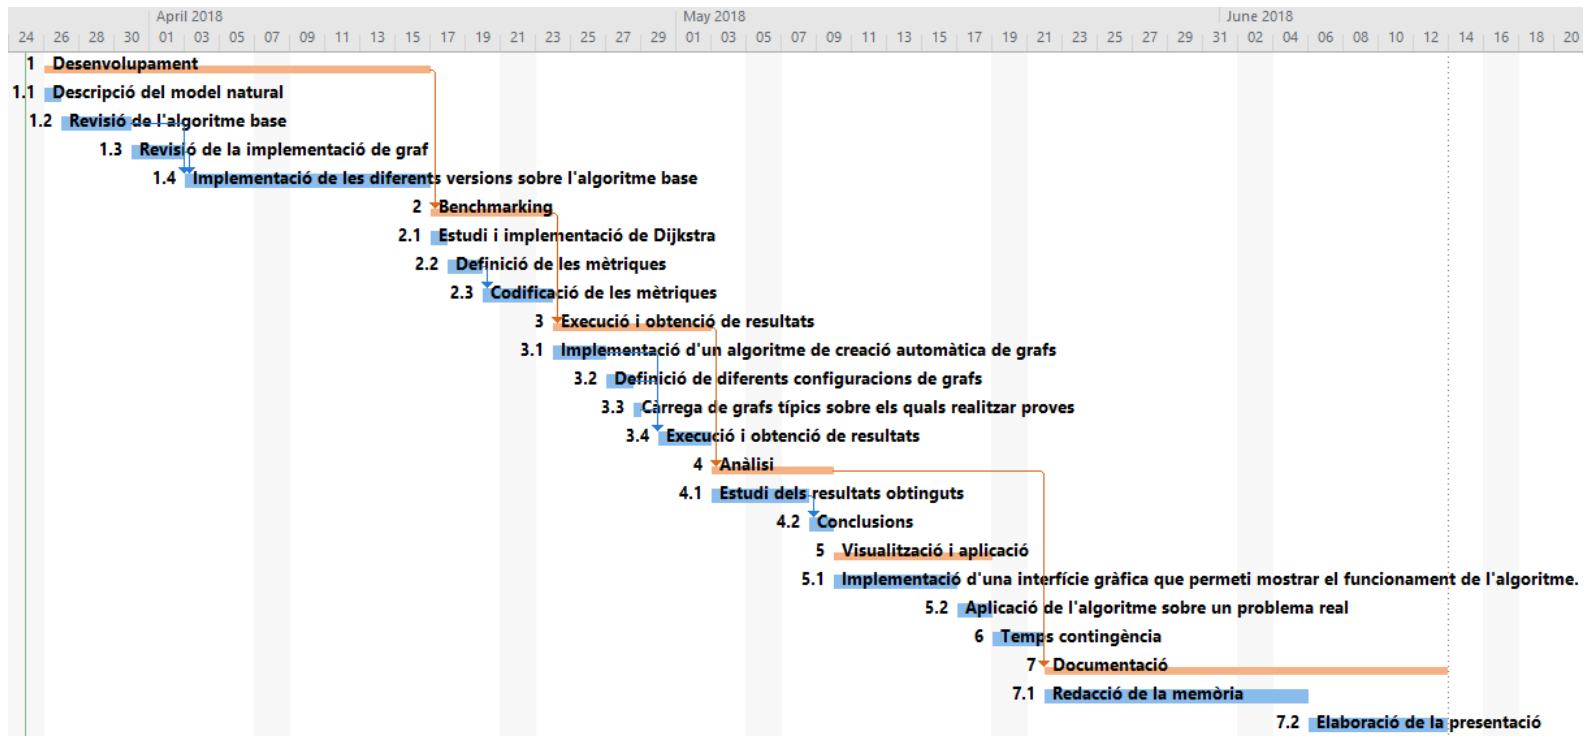 April 2018 May 2018 June 2018
24 26 28 30 01 03 05 07 09 11 13 15 17 19 21 23 25 27 29 01 03 05 07 09 11 13 15 17 19 21 23 25 27 29 31 02 04 06 08 10 12 14 16 18 20
1 Desenvolupament
1.1 Descripció del model natural
1.2 Revisió de l'algoritme base
1.3 Revisió de la implementació de graf
1.4 Implementació de les diferents versions sobre l'algoritme base
2 Benchmarking
2.1 Estudi i implementació de Dijkstra
2.2 Definició de les mètriques
2.3 Codificació de les mètriques
3 Execució i obtenció de resultats
3.1 Implementació d'un algoritme de creació automàtica de grafs
3.2 Definició de diferents configuracions de grafs
3.3 Càrrega de grafs típics sobre els quals realitzar proves
3.4 Execució i obtenció de resultats
4 Anàlisi
4.1 Estudi dels resultats obtinguts
4.2 Conclusions
5 Visualització i aplicació
5.1 Implementació d'una interfície gràfica que permeti mostrar el funcionament de l'algoritme.
5.2 Aplicació de l'algoritme sobre un problema real
6 Temps contingència
7 Documentació
7.1 Redacció de la memòria
7.2 Elaboració de la presentació